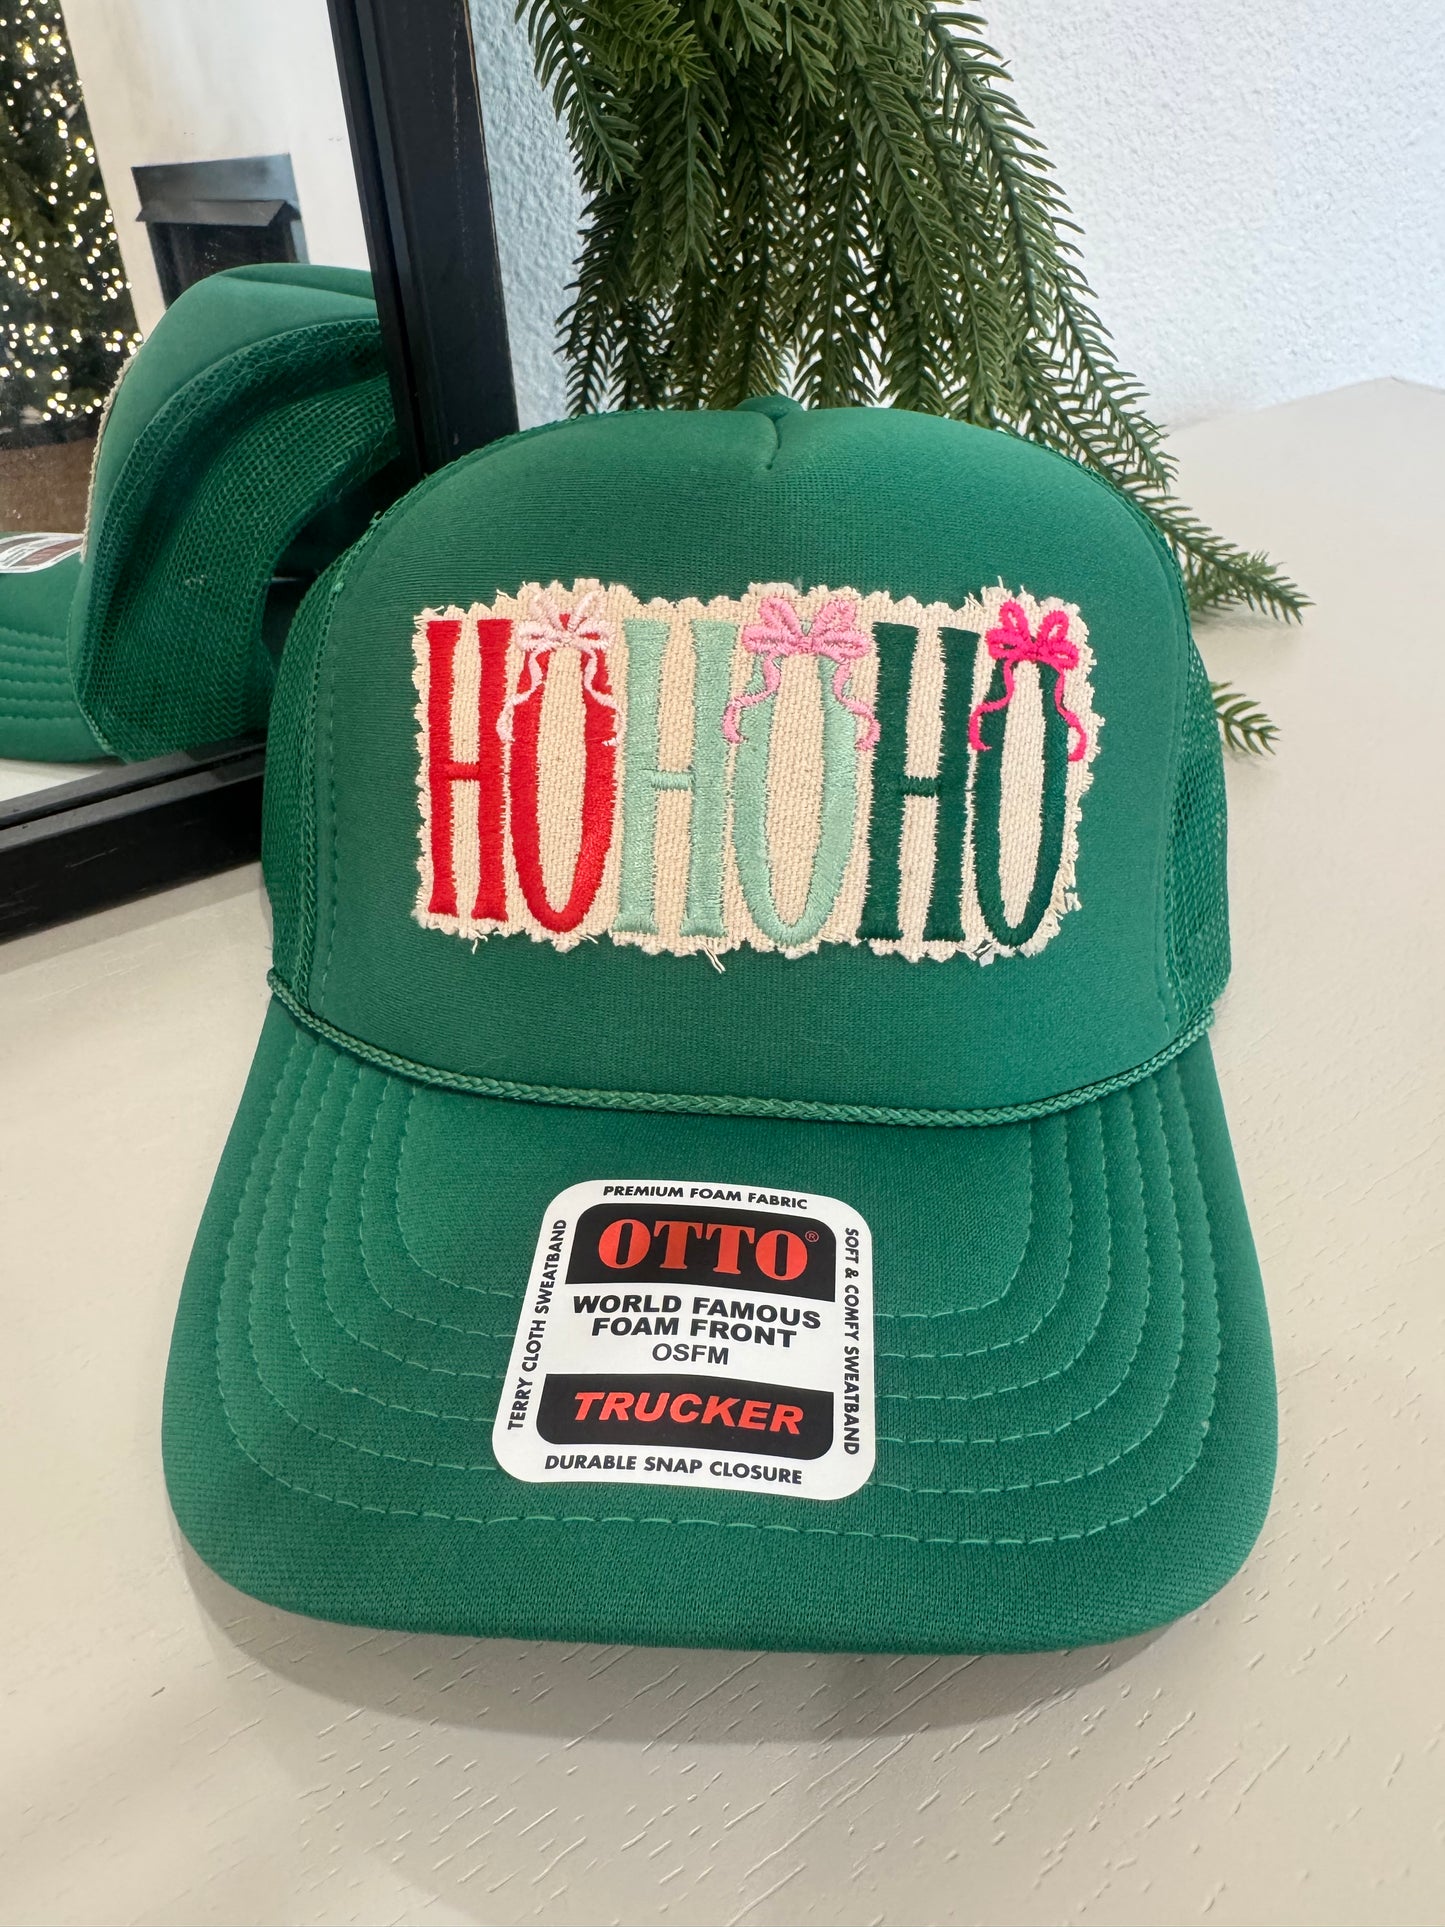 HOHOHO
PREMIUM FOAM FABRIC
OTTO®
WORLD FAMOUS
FOAM FRONT
OSFM
TRUCKER
DURABLE SNAP CLOSURE
TERRY CLOTH SWEATBAND
SOFT & COMFY SWEATBAND